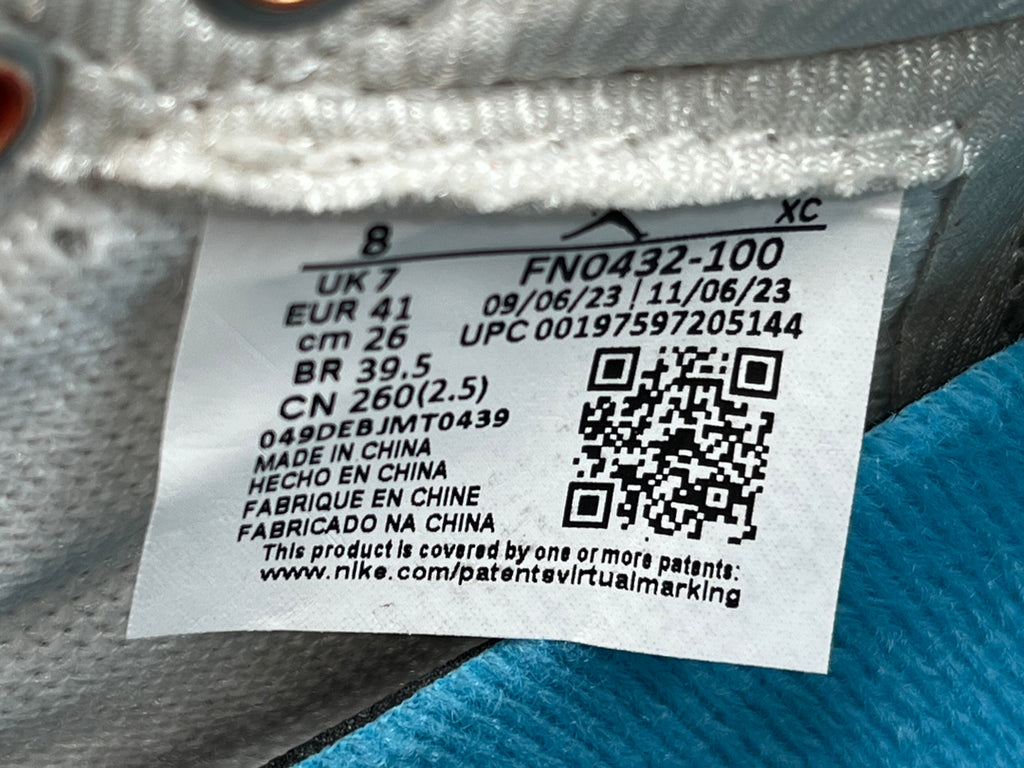 8
XC
UK 7
FN0432-100
EUR 41
09/06/23 | 11/06/23
cm 26
UPC 00197597205144
BR 39.5
CN 260(2.5)
049DEBJMT0439
MADE IN CHINA
HECHO EN CHINA
FABRIQUE EN CHINE
FABRICADO NA CHINA
This product is covered by one or more patents:
www.nike.com/patentsvirtualmarking